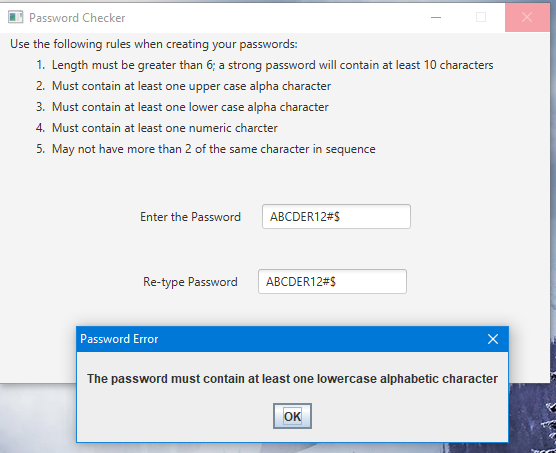 Password Checker
Use the following rules when creating your passwords:
1. Length must be greater than 6; a strong password will contain at least 10 characters
2. Must contain at least one upper case alpha character
3. Must contain at least one lower case alpha character
4. Must contain at least one numeric charcter
5. May not have more than 2 of the same character in sequence
Enter the Password ABCDER12#$
Re-type Password ABCDER12#$
Password Error
The password must contain at least one lowercase alphabetic character
OK